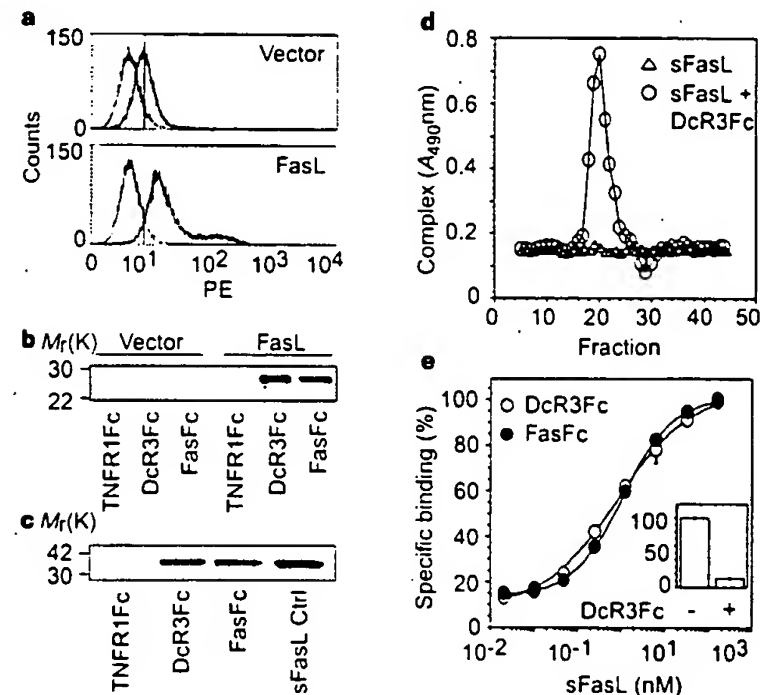 a
150
Vector
0
150
FasL
0
Counts
0 10¹ 10² 10³ 10⁴
PE
b Mr(K) Vector FasL
30
22
TNFR1Fc
DcR3Fc
FasFc
TNFR1Fc
DcR3Fc
FasFc
c Mr(K)
42
30
TNFR1Fc
DcR3Fc
FasFc
sFasL Ctrl
d
0.8
0.6
0.4
0.2
0
Complex (A490nm)
△ sFasL
○ sFasL +
DcR3Fc
0 10 20 30 40 50
Fraction
e
100
80
60
40
20
0
Specific binding (%)
○ DcR3Fc
● FasFc
100
50
0
DcR3Fc - +
10⁻² 10⁻¹ 10¹ 10³
sFasL (nM)